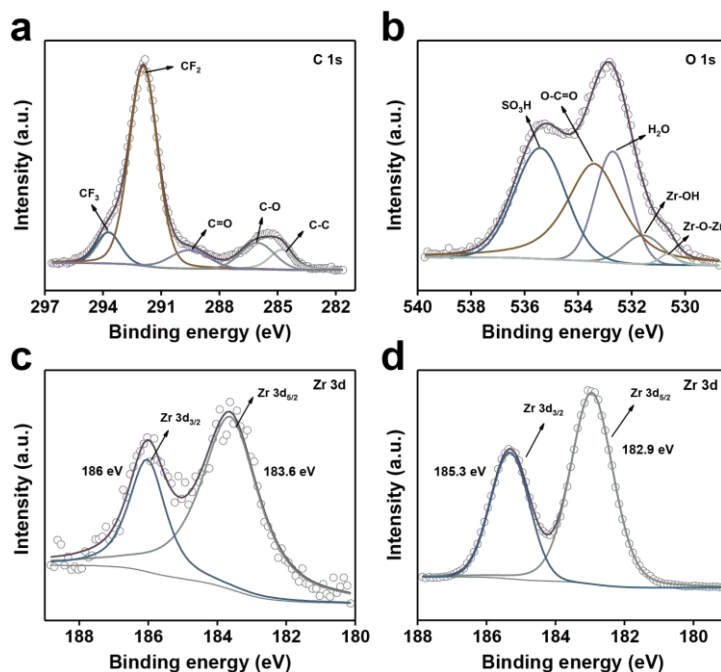 a
C 1s
CF₂
CF₃
C=O
C-O
C-C
Intensity (a.u.)
297 294 291 288 285 282
Binding energy (eV)
b
O 1s
O-C=O
SO₃H
H₂O
Zr-OH
Zr-O-Zr
Intensity (a.u.)
540 538 536 534 532 530 528
Binding energy (eV)
c
Zr 3d
Zr 3d₅/₂
Zr 3d₃/₂
186 eV
183.6 eV
Intensity (a.u.)
188 186 184 182 180
Binding energy (eV)
d
Zr 3d
Zr 3d₅/₂
Zr 3d₃/₂
182.9 eV
185.3 eV
Intensity (a.u.)
188 186 184 182 180
Binding energy (eV)